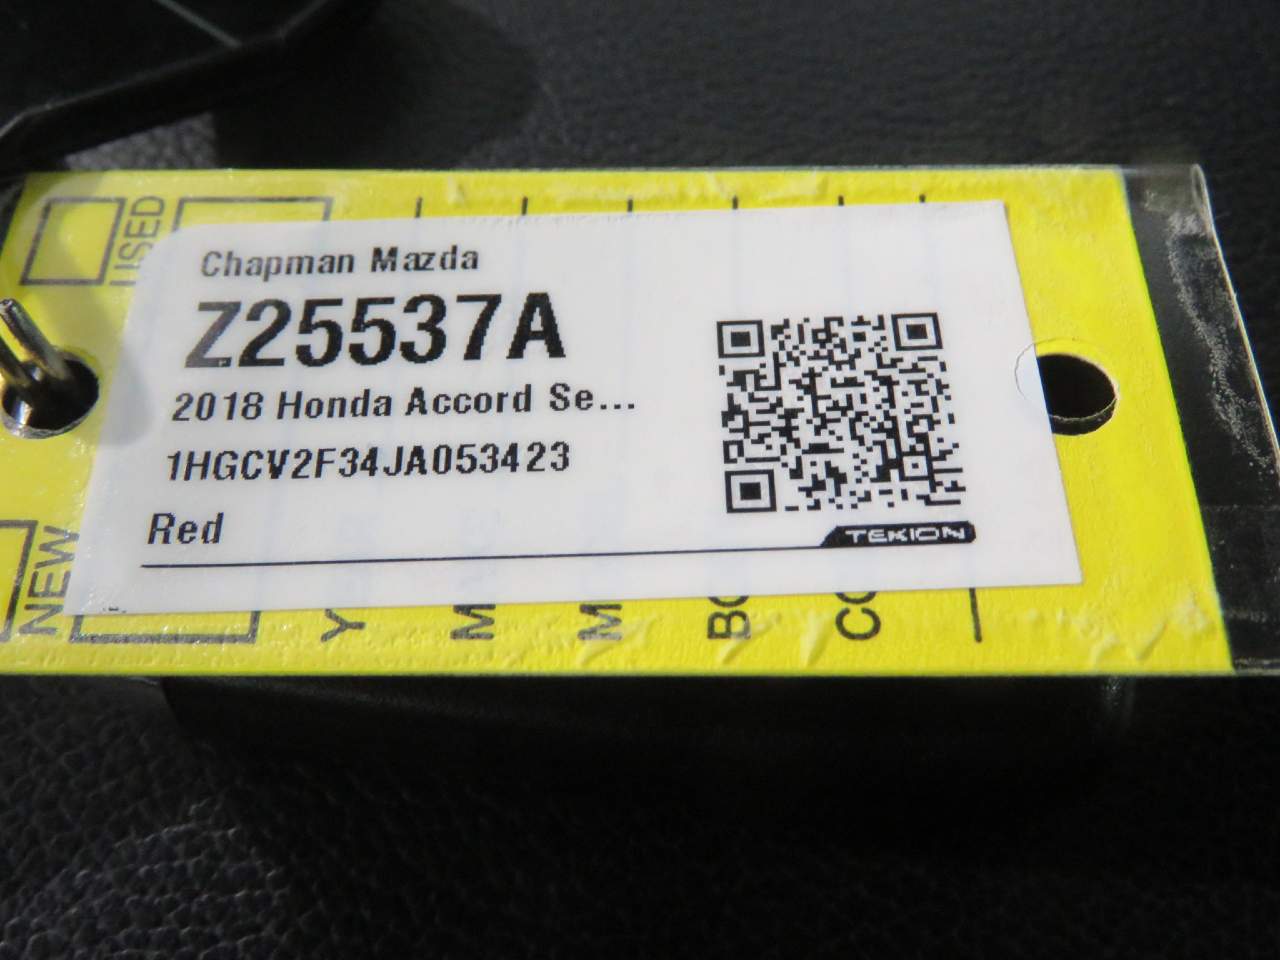 USED
Chapman Mazda
Z25537A
2018 Honda Accord Se...
1HGCV2F34JA053423
Red
TEKION
NEW
Y
M
M